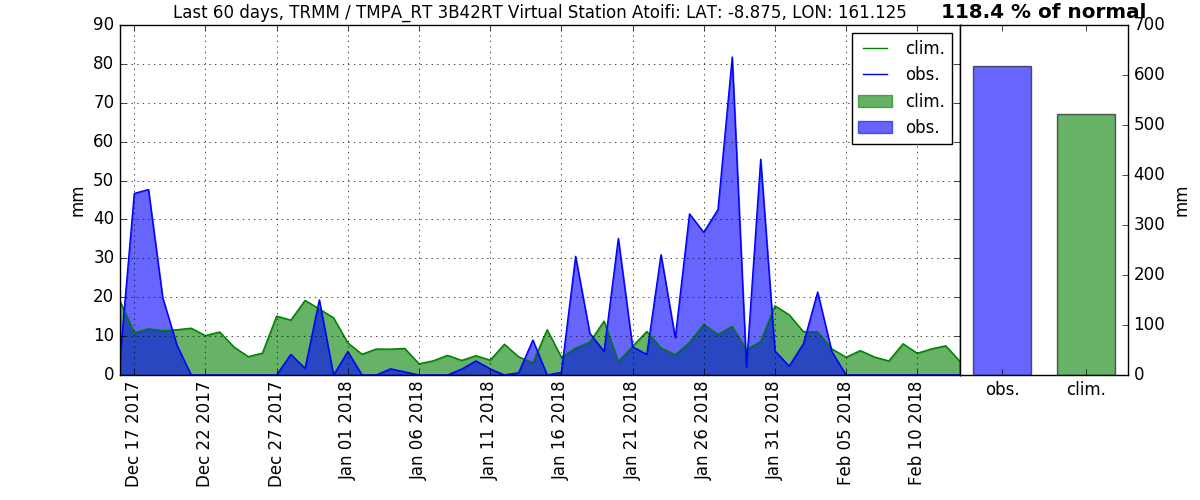 Last 60 days, TRMM / TMPA_RT 3B42RT Virtual Station Atoifi: LAT: -8.875, LON: 161.125
118.4 % of normal
90
80
70
60
50
40
30
20
10
0
mm
clim.
obs.
clim.
obs.
Dec 17 2017
Dec 22 2017
Dec 27 2017
Jan 01 2018
Jan 06 2018
Jan 11 2018
Jan 16 2018
Jan 21 2018
Jan 26 2018
Jan 31 2018
Feb 05 2018
Feb 10 2018
700
600
500
400
300
200
100
0
mm
obs.
clim.